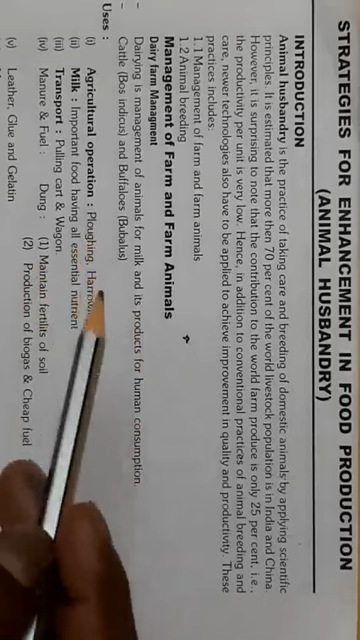 STRATEGIES FOR ENHANCEMENT IN FOOD PRODUCTION
(ANIMAL HUSBANDRY)
INTRODUCTION
Animal husbandry is the practice of taking care and breeding of domestic animals by applying scientific
principles. It is estimated that more than 70 per cent of the world livestock population is in India and China.
However, it is surprising to note that the contribution to the world farm produce is only 25 per cent, i.e.,
the productivity per unit is very low. Hence, in addition to conventional practices of animal breeding and
care, newer technologies also have to be applied to achieve improvement in quality and productivity. These
practices includes:
1.1 Management of farm and farm animals
1.2 Animal breeding
Management of Farm and Farm Animals
Dairy farm Managment
– Dairying is management of animals for milk and its products for human consumption.
– Cattle (Bos indicus) and Buffaloes (Bubalus)
Uses :
(i) Agricultural operation : Ploughing,
(ii) Milk : Important food having all essential nutrient
(iii) Transport : Pulling cart & Wagon.
(iv) Manure & Fuel : Dung : (1) Maintain fertilits of soil
(2) Production of biogas & Cheap fuel
(v) Leather, Glue and Gelatin